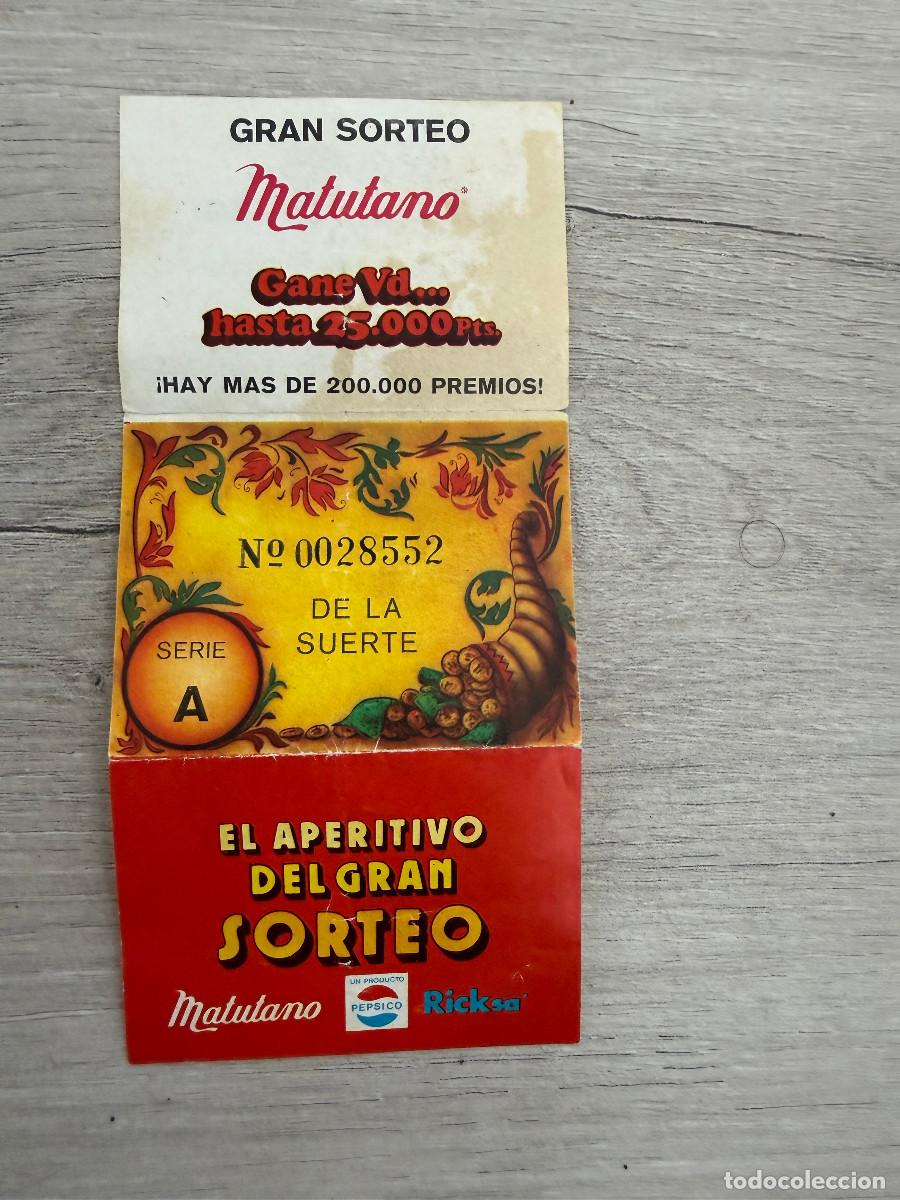 GRAN SORTEO
Matutano
Gane Vd...
hasta 25.000 Pts.
¡HAY MAS DE 200.000 PREMIOS!
Nº 0028552
DE LA
SUERTE
SERIE
A
EL APERITIVO
DEL GRAN
SORTEO
Matutano
UN PRODUCTO
PEPSICO
Ricksa
todocoleccion